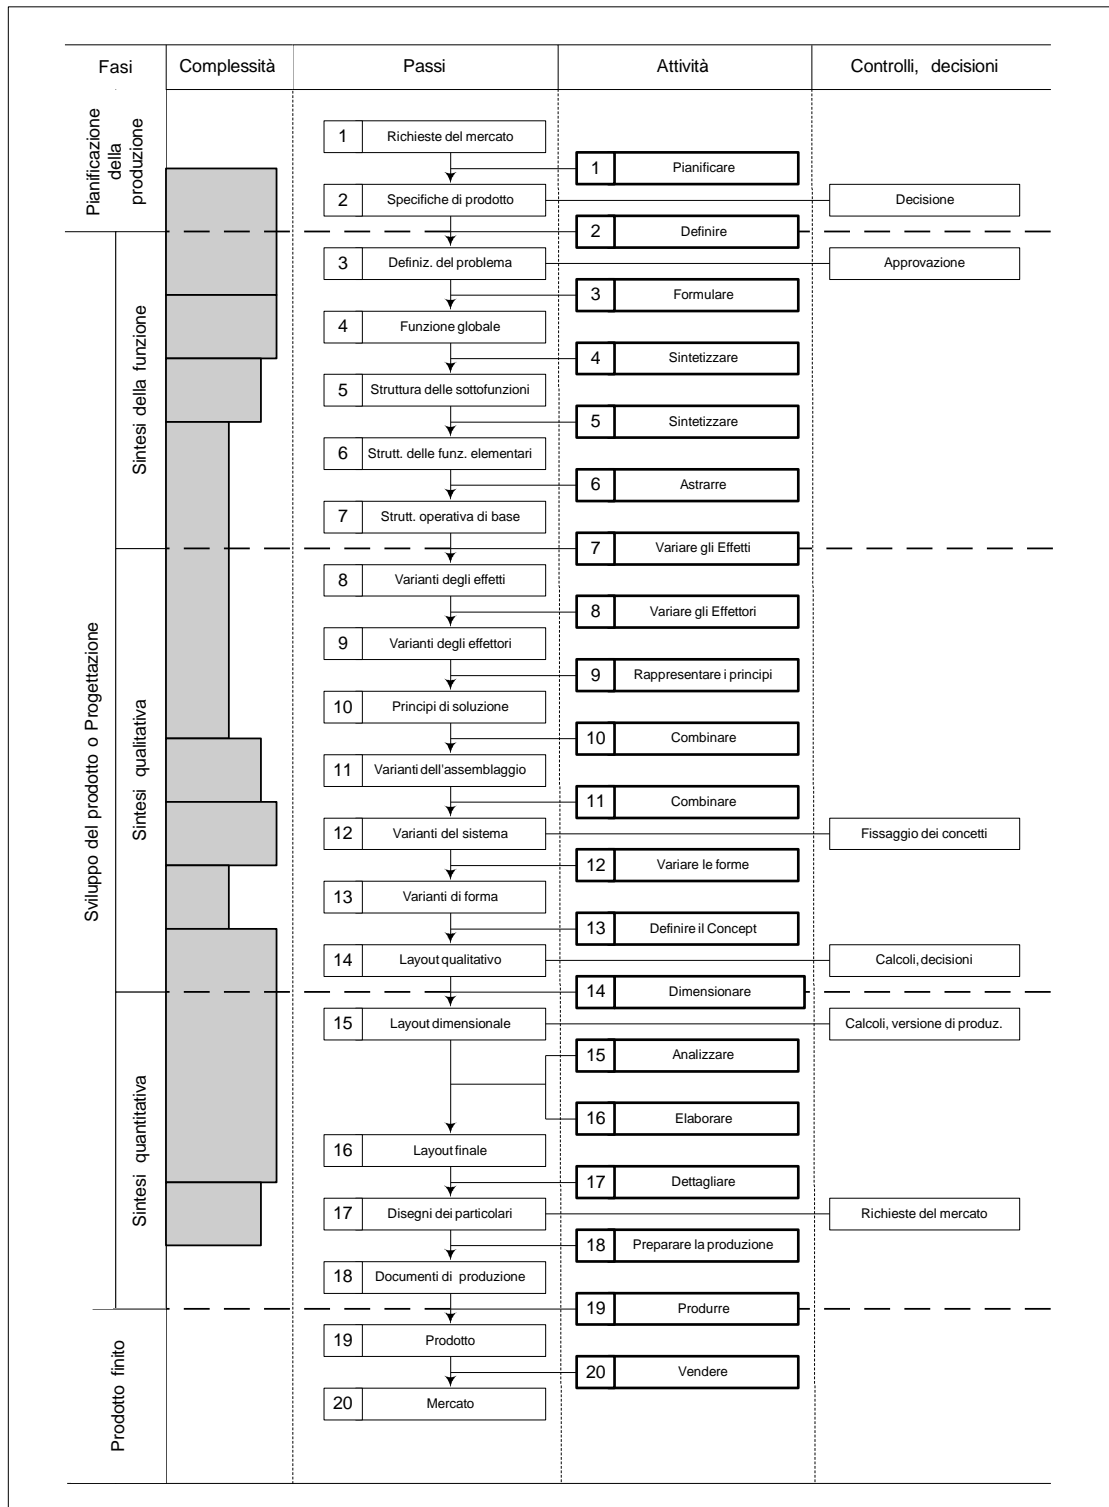 Fasi Complessità Passi Attività Controlli, decisioni
Pianificazione
della
produzione
Sviluppo del prodotto o Progettazione
Sintesi della funzione
Sintesi qualitativa
Sintesi quantitativa
Prodotto finito
1 Richieste del mercato
1 Pianificare
2 Specifiche di prodotto
Decisione
2 Definire
3 Definiz. del problema
Approvazione
3 Formulare
4 Funzione globale
4 Sintetizzare
5 Struttura delle sottofunzioni
5 Sintetizzare
6 Strutt. delle funz. elementari
6 Astrarre
7 Strutt. operativa di base
7 Variare gli Effetti
8 Varianti degli effetti
8 Variare gli Effettori
9 Varianti degli effettori
9 Rappresentare i principi
10 Principi di soluzione
10 Combinare
11 Varianti dell'assemblaggio
11 Combinare
12 Varianti del sistema
Fissaggio dei concetti
12 Variare le forme
13 Varianti di forma
13 Definire il Concept
14 Layout qualitativo
Calcoli, decisioni
14 Dimensionare
15 Layout dimensionale
Calcoli, versione di produz.
15 Analizzare
16 Elaborare
16 Layout finale
17 Dettagliare
17 Disegni dei particolari
Richieste del mercato
18 Preparare la produzione
18 Documenti di produzione
19 Produrre
19 Prodotto
20 Vendere
20 Mercato